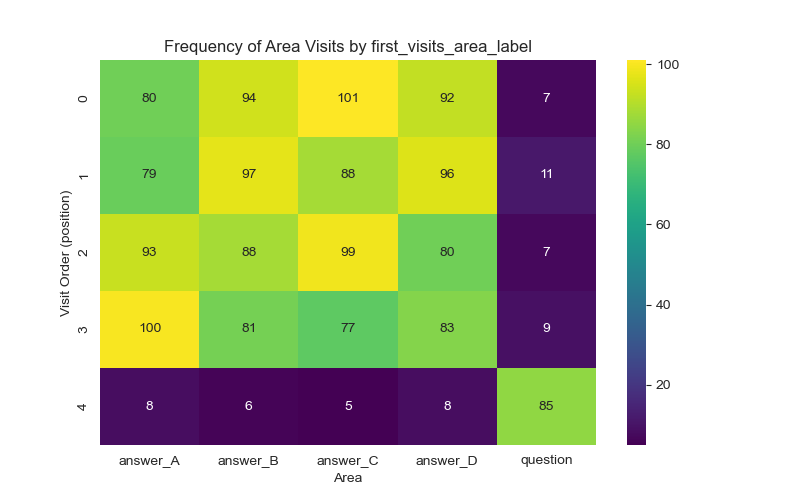 Frequency of Area Visits by first_visits_area_label
0 80 94 101 92 7
1 79 97 88 96 11
2 93 88 99 80 7
3 100 81 77 83 9
4 8 6 5 8 85
answer_A answer_B answer_C answer_D question
Area
Visit Order (position)
100
80
60
40
20